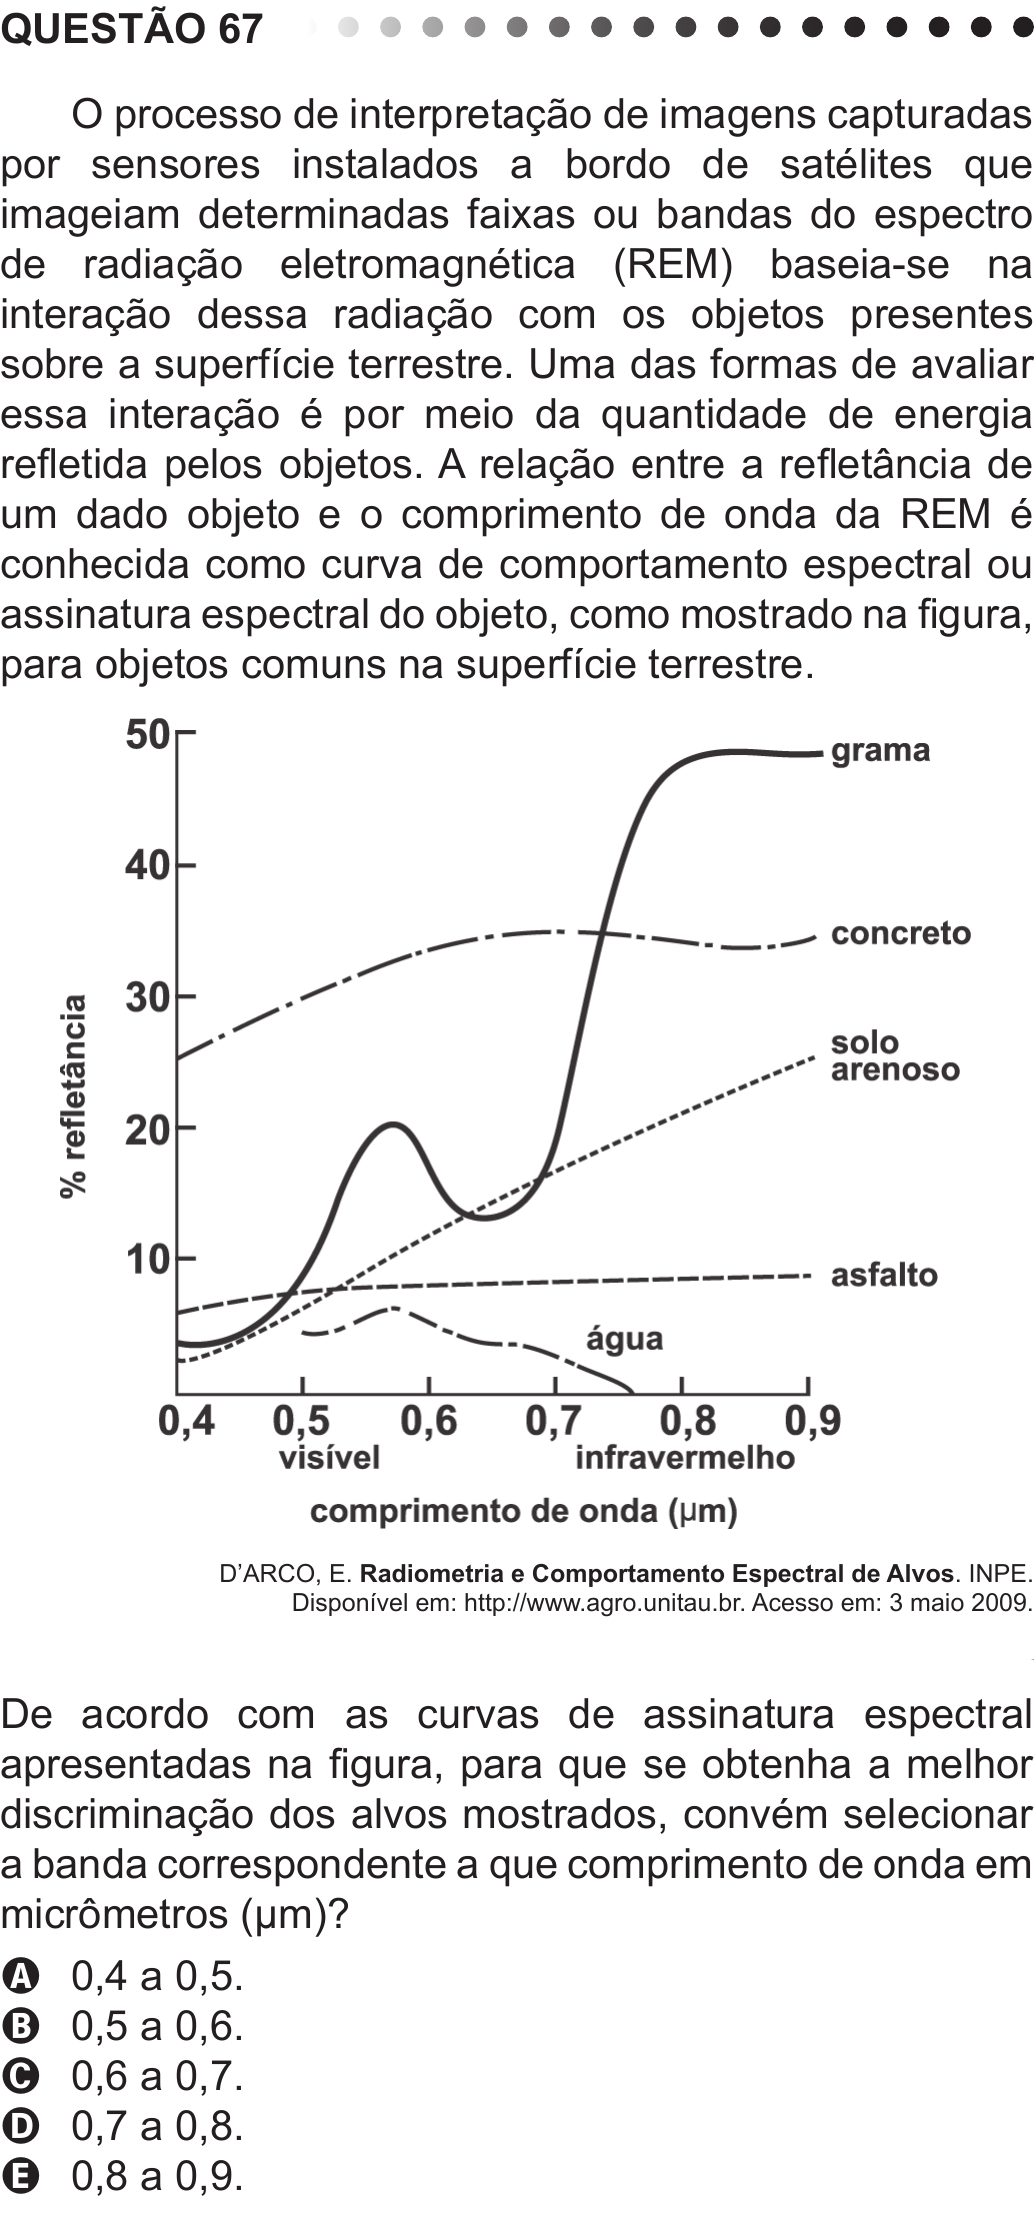 QUESTÃO 67
O processo de interpretação de imagens capturadas
por sensores instalados a bordo de satélites que
imageiam determinadas faixas ou bandas do espectro
de radiação eletromagnética (REM) baseia-se na
interação dessa radiação com os objetos presentes
sobre a superfície terrestre. Uma das formas de avaliar
essa interação é por meio da quantidade de energia
refletida pelos objetos. A relação entre a refletância de
um dado objeto e o comprimento de onda da REM é
conhecida como curva de comportamento espectral ou
assinatura espectral do objeto, como mostrado na figura,
para objetos comuns na superfície terrestre.
50
40
30
20
10
% refletância
grama
concreto
solo
arenoso
asfalto
água
0,4 0,5 0,6 0,7 0,8 0,9
visível infravermelho
comprimento de onda (μm)
D’ARCO, E. Radiometria e Comportamento Espectral de Alvos. INPE.
Disponível em: http://www.agro.unitau.br. Acesso em: 3 maio 2009.
De acordo com as curvas de assinatura espectral
apresentadas na figura, para que se obtenha a melhor
discriminação dos alvos mostrados, convém selecionar
a banda correspondente a que comprimento de onda em
micrômetros (μm)?
A 0,4 a 0,5.
B 0,5 a 0,6.
C 0,6 a 0,7.
D 0,7 a 0,8.
E 0,8 a 0,9.